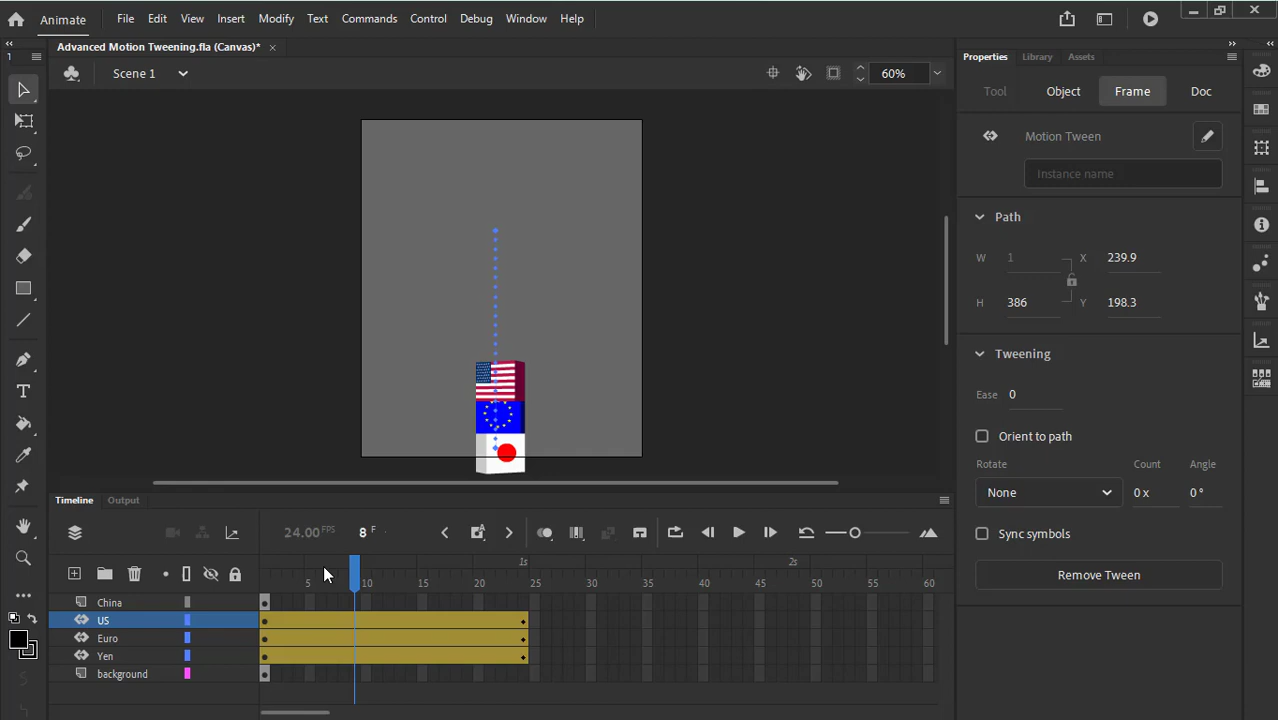 Animate File Edit View Insert Modify Text Commands Control Debug Window Help
Advanced Motion Tweening.fla (Canvas)* ×
1
Properties Library Assets
Scene 1 60%
Tool Object Frame Doc
Motion Tween
Instance name
Path
W 1 X 239.9
H 386 Y 198.3
Tweening
Ease 0
Orient to path
Rotate Count Angle
None 0 x 0°
Sync symbols
Remove Tween
Timeline Output
24.00 FPS 8 F
1s 2s
5 10 15 20 25 30 35 40 45 50 55 60
China
US
Euro
Yen
background